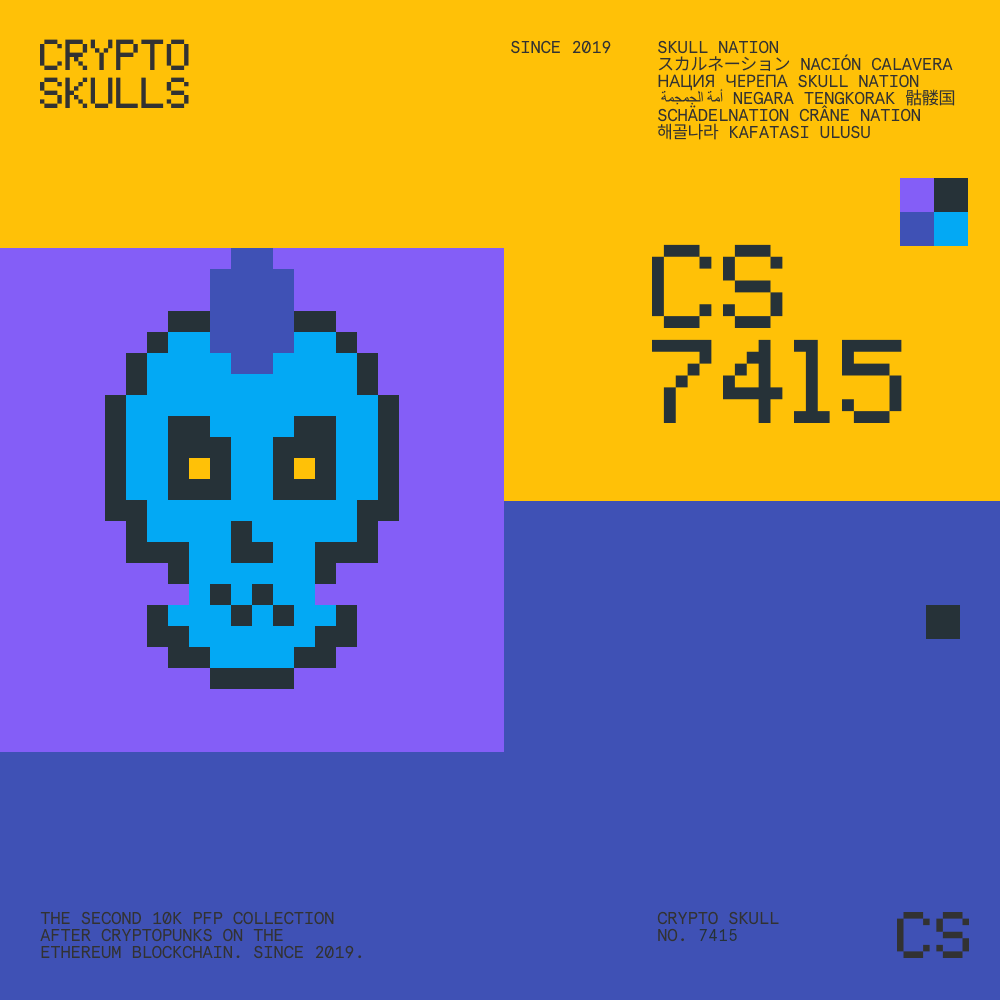 CRYPTO
SKULLS
SINCE 2019
SKULL NATION
スカルネーション NACIÓN CALAVERA
НАЦИЯ ЧЕРЕПА SKULL NATION
أمة الجمجمة NEGARA TENGKORAK 骷髅国
SCHÄDELNATION CRÂNE NATION
해골나라 KAFATASI ULUSU
CS
7415
THE SECOND 10K PFP COLLECTION
AFTER CRYPTOPUNKS ON THE
ETHEREUM BLOCKCHAIN. SINCE 2019.
CRYPTO SKULL
NO. 7415
CS